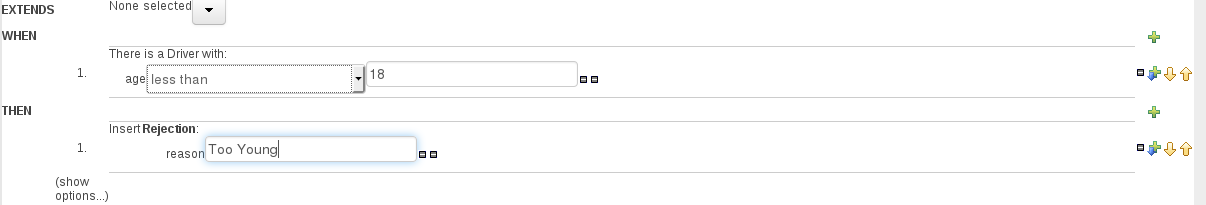 EXTENDS None selected
WHEN
There is a Driver with:
1. age less than 18
THEN
Insert Rejection:
1. reason Too Young
(show
options...)